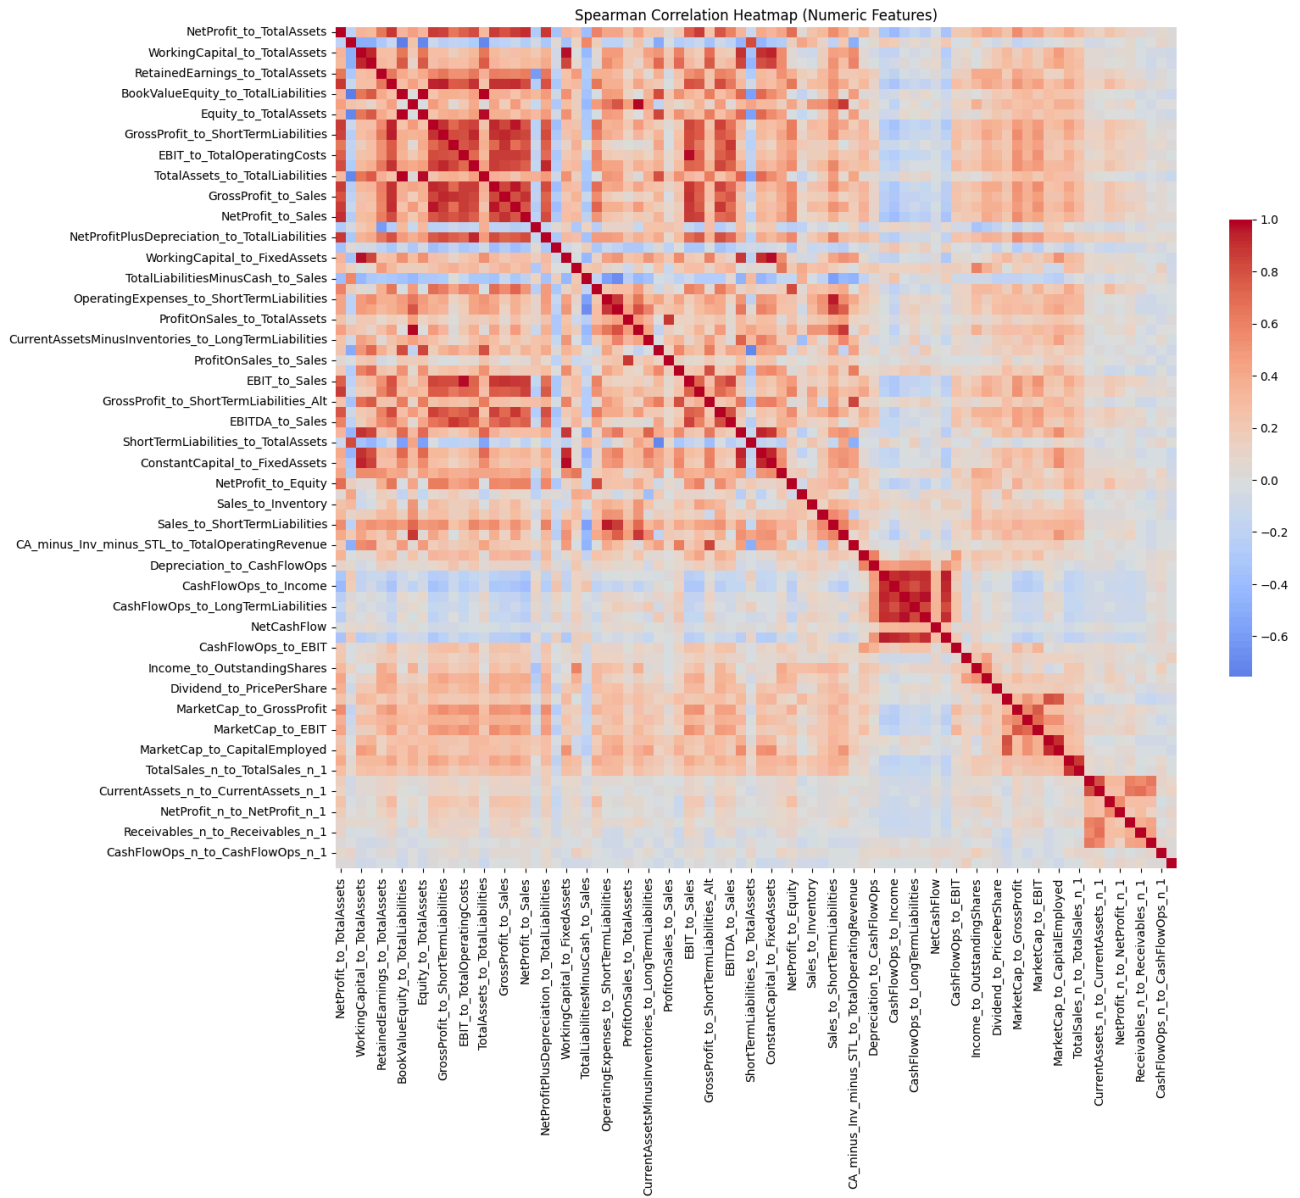 Spearman Correlation Heatmap (Numeric Features)
NetProfit_to_TotalAssets
WorkingCapital_to_TotalAssets
RetainedEarnings_to_TotalAssets
BookValueEquity_to_TotalLiabilities
Equity_to_TotalAssets
GrossProfit_to_ShortTermLiabilities
EBIT_to_TotalOperatingCosts
TotalAssets_to_TotalLiabilities
GrossProfit_to_Sales
NetProfit_to_Sales
NetProfitPlusDepreciation_to_TotalLiabilities
WorkingCapital_to_FixedAssets
TotalLiabilitiesMinusCash_to_Sales
OperatingExpenses_to_ShortTermLiabilities
ProfitOnSales_to_TotalAssets
CurrentAssetsMinusInventories_to_LongTermLiabilities
ProfitOnSales_to_Sales
EBIT_to_Sales
GrossProfit_to_ShortTermLiabilities_Alt
EBITDA_to_Sales
ShortTermLiabilities_to_TotalAssets
ConstantCapital_to_FixedAssets
NetProfit_to_Equity
Sales_to_Inventory
Sales_to_ShortTermLiabilities
CA_minus_Inv_minus_STL_to_TotalOperatingRevenue
Depreciation_to_CashFlowOps
CashFlowOps_to_Income
CashFlowOps_to_LongTermLiabilities
NetCashFlow
CashFlowOps_to_EBIT
Income_to_OutstandingShares
Dividend_to_PricePerShare
MarketCap_to_GrossProfit
MarketCap_to_EBIT
MarketCap_to_CapitalEmployed
TotalSales_n_to_TotalSales_n_1
CurrentAssets_n_to_CurrentAssets_n_1
NetProfit_n_to_NetProfit_n_1
Receivables_n_to_Receivables_n_1
CashFlowOps_n_to_CashFlowOps_n_1
NetProfit_to_TotalAssets
WorkingCapital_to_TotalAssets
RetainedEarnings_to_TotalAssets
BookValueEquity_to_TotalLiabilities
Equity_to_TotalAssets
GrossProfit_to_ShortTermLiabilities
EBIT_to_TotalOperatingCosts
TotalAssets_to_TotalLiabilities
GrossProfit_to_Sales
NetProfit_to_Sales
NetProfitPlusDepreciation_to_TotalLiabilities
WorkingCapital_to_FixedAssets
TotalLiabilitiesMinusCash_to_Sales
OperatingExpenses_to_ShortTermLiabilities
ProfitOnSales_to_TotalAssets
CurrentAssetsMinusInventories_to_LongTermLiabilities
ProfitOnSales_to_Sales
EBIT_to_Sales
GrossProfit_to_ShortTermLiabilities_Alt
EBITDA_to_Sales
ShortTermLiabilities_to_TotalAssets
ConstantCapital_to_FixedAssets
NetProfit_to_Equity
Sales_to_Inventory
Sales_to_ShortTermLiabilities
CA_minus_Inv_minus_STL_to_TotalOperatingRevenue
Depreciation_to_CashFlowOps
CashFlowOps_to_Income
CashFlowOps_to_LongTermLiabilities
NetCashFlow
CashFlowOps_to_EBIT
Income_to_OutstandingShares
Dividend_to_PricePerShare
MarketCap_to_GrossProfit
MarketCap_to_EBIT
MarketCap_to_CapitalEmployed
TotalSales_n_to_TotalSales_n_1
CurrentAssets_n_to_CurrentAssets_n_1
NetProfit_n_to_NetProfit_n_1
Receivables_n_to_Receivables_n_1
CashFlowOps_n_to_CashFlowOps_n_1
1.0
0.8
0.6
0.4
0.2
0.0
−0.2
−0.4
−0.6